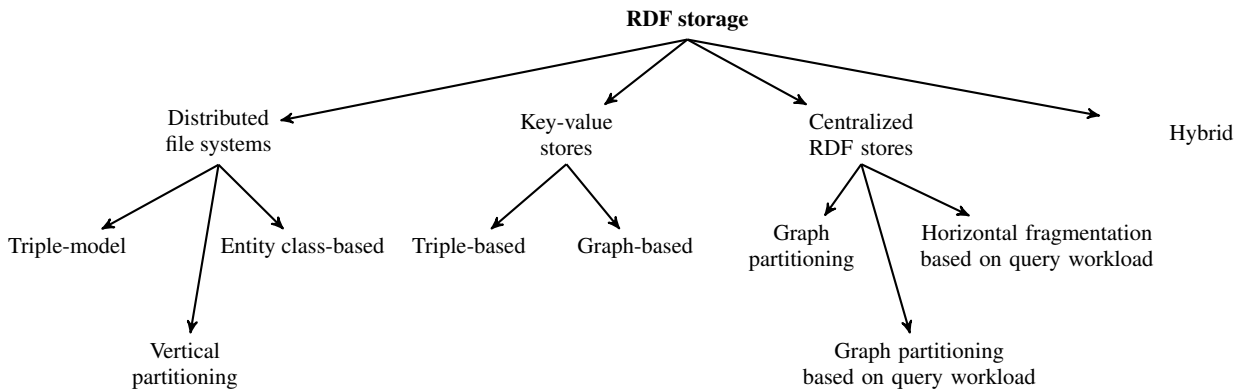 RDF storage
Distributed
file systems
Key-value
stores
Centralized
RDF stores
Hybrid
Triple-model
Entity class-based
Triple-based
Graph-based
Graph
partitioning
Horizontal fragmentation
based on query workload
Vertical
partitioning
Graph partitioning
based on query workload